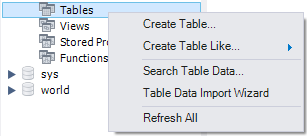 Tables
Views
Stored Pro
Functions
sys
world
Create Table...
Create Table Like...
Search Table Data...
Table Data Import Wizard
Refresh All